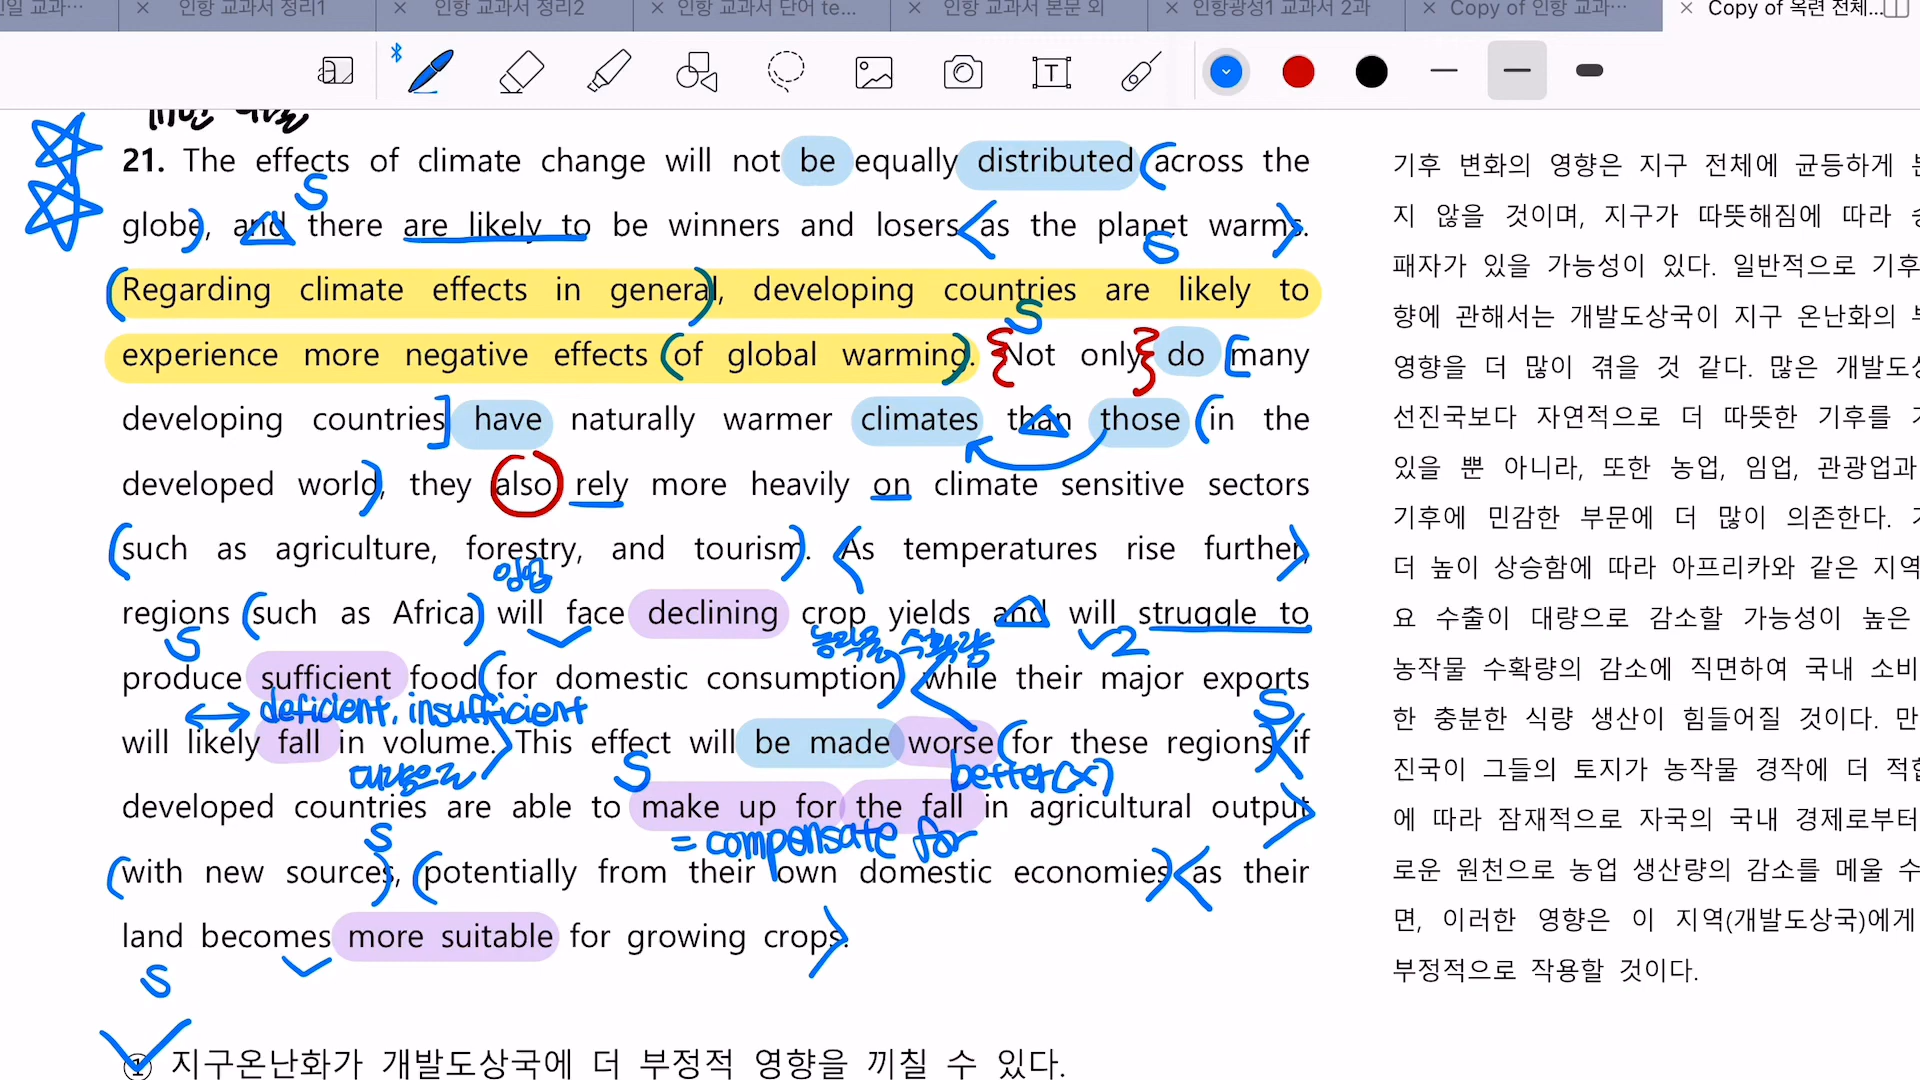 인일 교과…
인항 교과서 정리1
인항 교과서 정리2
인항 교과서 단어 te…
인항 교과서 본문 외
인항광성1 교과서 2과
Copy of 인항 교과…
Copy of 옥련 전체…
21. The effects of climate change will not be equally distributed (across the
globe), and there are likely to be winners and losers <as the planet warms>.
S
S
(Regarding climate effects in general), developing countries are likely to
S
experience more negative effects (of global warming). {Not only} do [many
developing countries] have naturally warmer climates than those (in the
developed world), they also rely more heavily on climate sensitive sectors
(such as agriculture, forestry, and tourism). <As temperatures rise further>,
임업
regions (such as Africa) will face declining crop yields and will struggle to
S
농작물 수확량
2
produce sufficient food (for domestic consumption) <while their major exports
↔ deficient, insufficient
S
will likely fall in volume.> This effect will be made worse (for these regions) <if
대량으로
S
better(x)
developed countries are able to make up for the fall in agricultural output>
S
= compensate for
(with new sources), (potentially from their own domestic economies) <as their
land becomes more suitable for growing crops>.
S
① 지구온난화가 개발도상국에 더 부정적 영향을 끼칠 수 있다.
기후 변화의 영향은 지구 전체에 균등하게
지 않을 것이며, 지구가 따뜻해짐에 따라
패자가 있을 가능성이 있다. 일반적으로 기후
향에 관해서는 개발도상국이 지구 온난화의
영향을 더 많이 겪을 것 같다. 많은 개발도
선진국보다 자연적으로 더 따뜻한 기후를
있을 뿐 아니라, 또한 농업, 임업, 관광업과
기후에 민감한 부문에 더 많이 의존한다.
더 높이 상승함에 따라 아프리카와 같은 지역
요 수출이 대량으로 감소할 가능성이 높은
농작물 수확량의 감소에 직면하여 국내 소비
한 충분한 식량 생산이 힘들어질 것이다. 만
진국이 그들의 토지가 농작물 경작에 더 적합
에 따라 잠재적으로 자국의 국내 경제로부터
로운 원천으로 농업 생산량의 감소를 메울 수
면, 이러한 영향은 이 지역(개발도상국)에게
부정적으로 작용할 것이다.